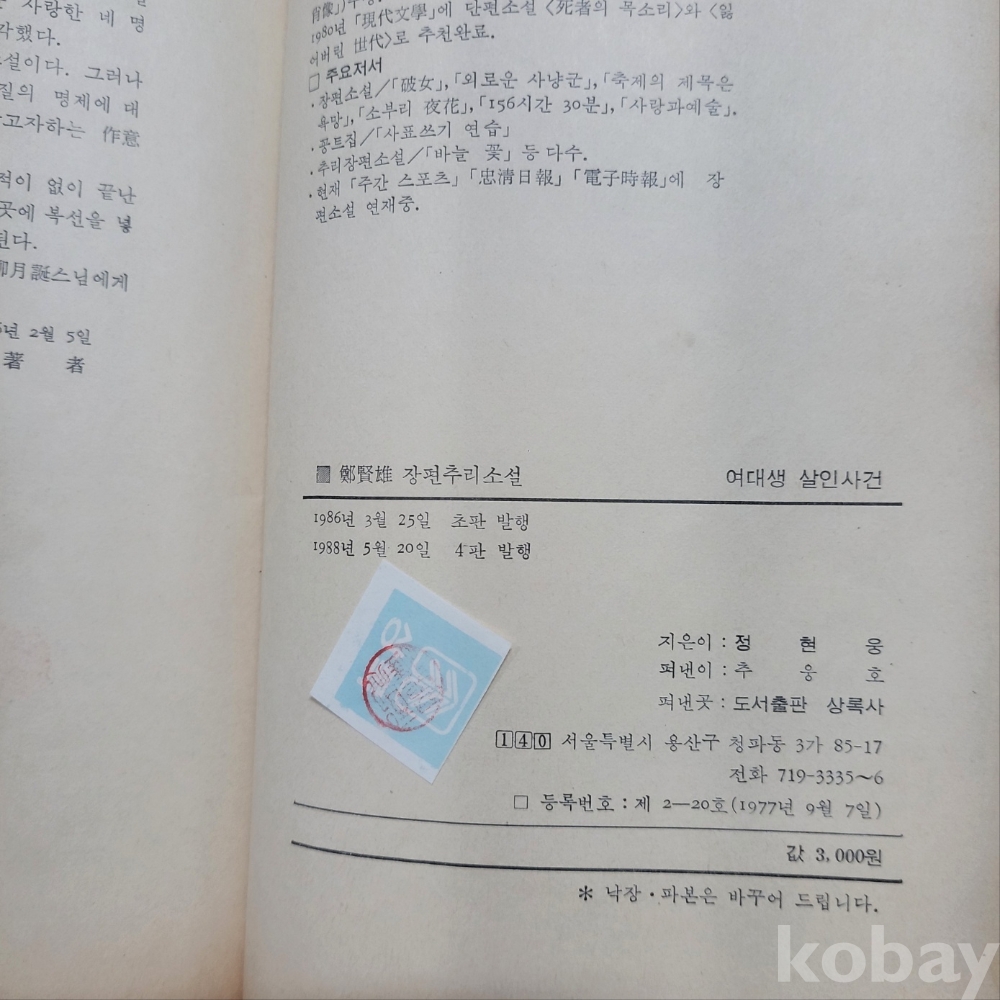 사랑한 네 명
각했다.
설이다. 그러나
질의 명제에 대
고자하는 作意
적이 없이 끝난
곳에 복선을 넣
된다.
月誕스님에게
년 2월 5일
著 者
1980년 「現代文學」에 단편소설 〈死者의 목소리〉와 〈잃
어버린 世代〉로 추천완료.
□ 주요저서
·장편소설/「破女」, 「외로운 사냥군」, 「축제의 제목은
욕망」, 「소부리 夜花」, 「156시간 30분」, 「사랑과예술」.
·꽁트집/「사표쓰기 연습」
·추리장편소설/「바늘 꽃」 등 다수.
·현재 「주간 스포츠」 「忠淸日報」 「電子時報」에 장
편소설 연재중.
▩ 鄭賢雄 장편추리소설 여대생 살인사건
1986년 3월 25일 초판 발행
1988년 5월 20일 4판 발행
지은이 : 정 현 웅
펴낸이 : 추 웅 호
펴낸곳 : 도서출판 상록사
140 서울특별시 용산구 청파동 3가 85-17
전화 719-3335~6
□ 등록번호 : 제 2—20호(1977년 9월 7일)
값 3,000원
* 낙장·파본은 바꾸어 드립니다.
kobay